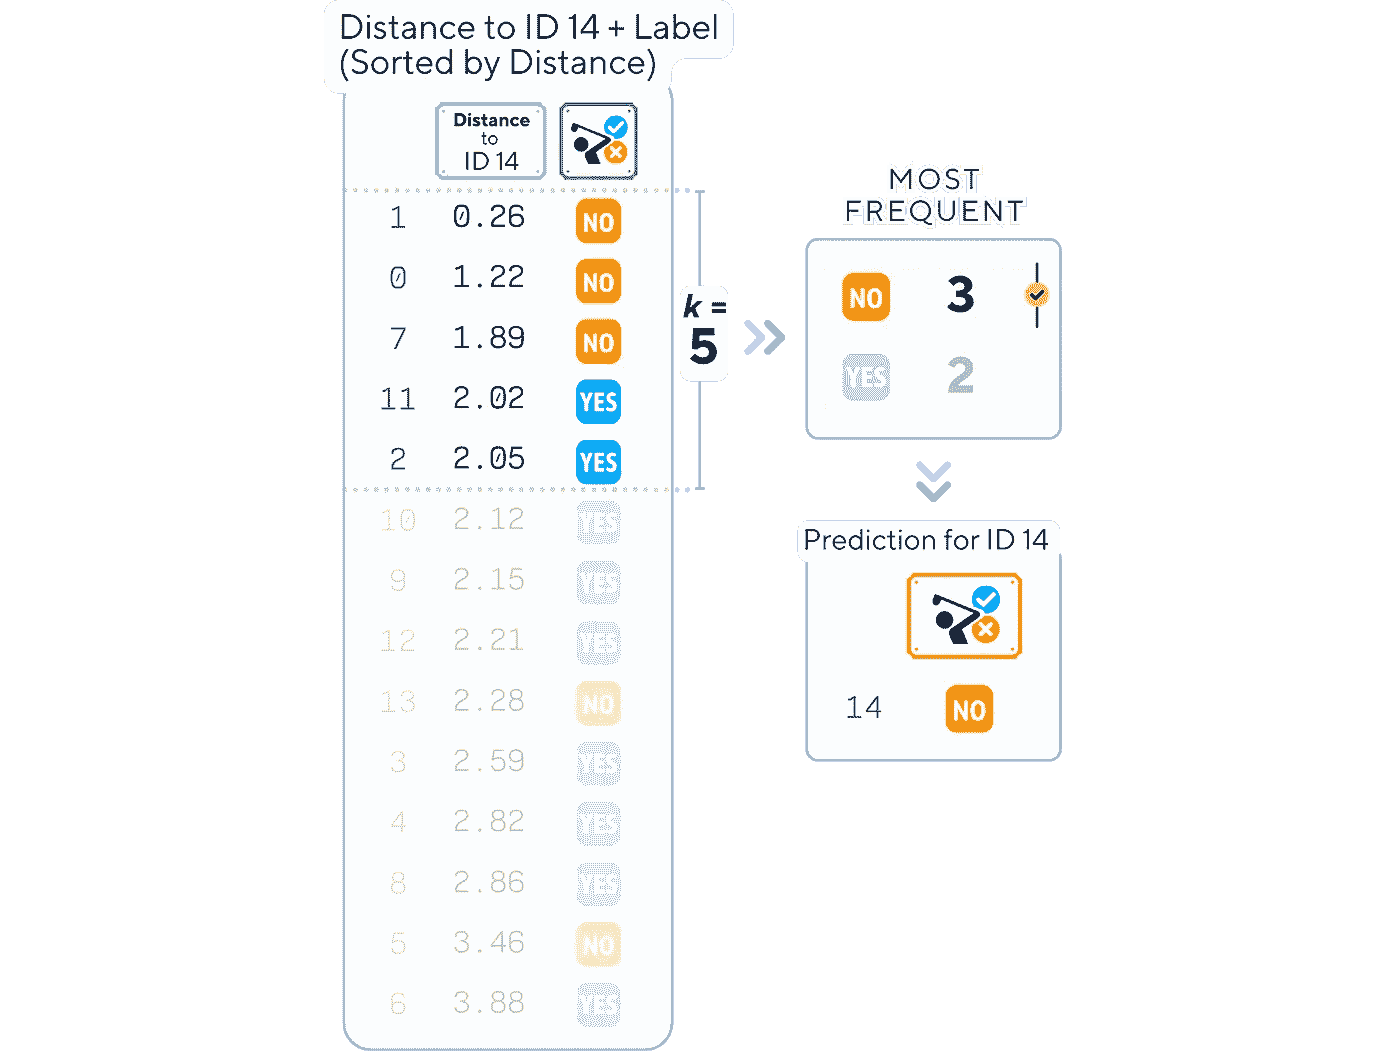 Distance to ID 14 + Label
(Sorted by Distance)
Distance
to
ID 14
1 0.26 NO
0 1.22 NO
7 1.89 NO
11 2.02 YES
2 2.05 YES
10 2.12 YES
9 2.15 YES
12 2.21 YES
13 2.28 NO
3 2.59 YES
4 2.82 YES
8 2.86 YES
5 3.46 NO
6 3.88 YES
k =
5
MOST
FREQUENT
NO 3
YES 2
Prediction for ID 14
14 NO